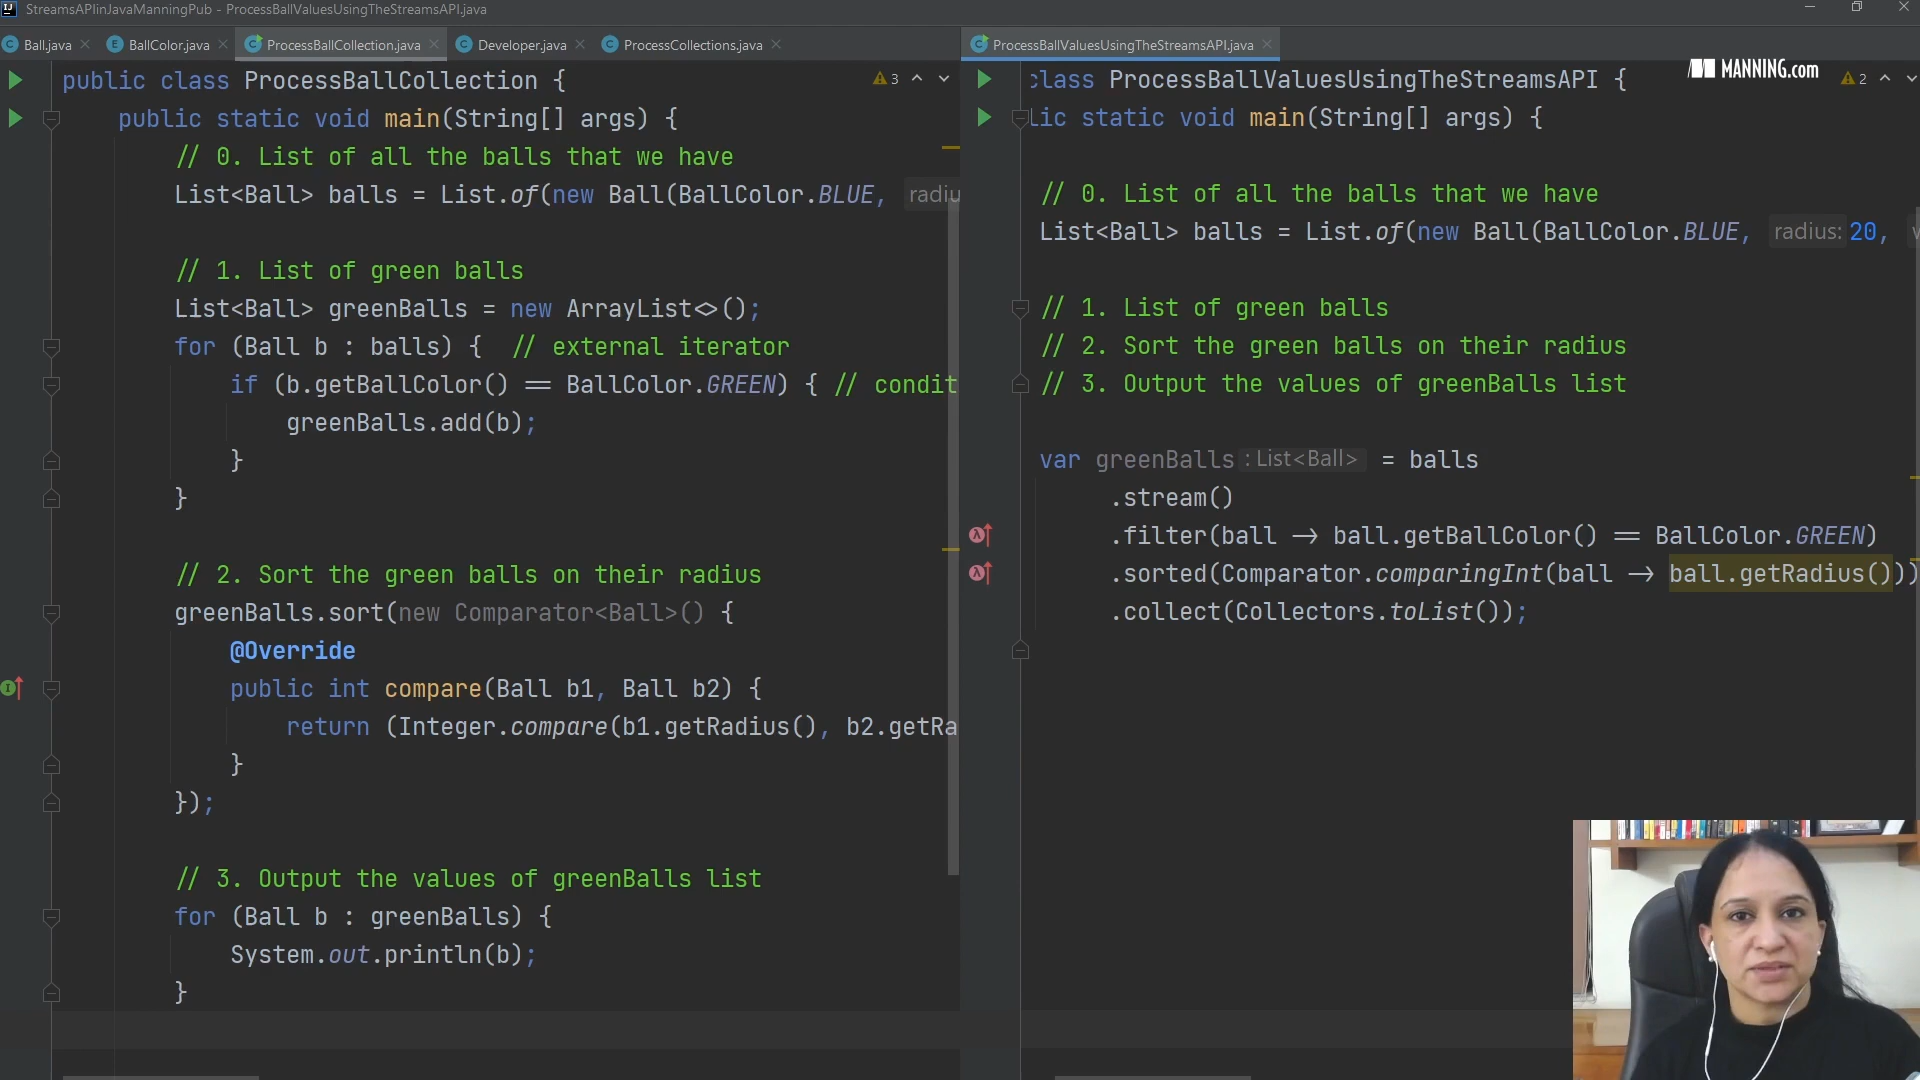 StreamsAPIinJavaManningPub - ProcessBallValuesUsingTheStreamsAPI.java
Ball.java
BallColor.java
ProcessBallCollection.java
Developer.java
ProcessCollections.java
ProcessBallValuesUsingTheStreamsAPI.java
public class ProcessBallCollection {
3
public static void main(String[] args) {
// 0. List of all the balls that we have
List<Ball> balls = List.of(new Ball(BallColor.BLUE, radiu
// 1. List of green balls
List<Ball> greenBalls = new ArrayList<>();
for (Ball b : balls) { // external iterator
if (b.getBallColor() == BallColor.GREEN) { // condit
greenBalls.add(b);
}
}
// 2. Sort the green balls on their radius
greenBalls.sort(new Comparator<Ball>() {
@Override
public int compare(Ball b1, Ball b2) {
return (Integer.compare(b1.getRadius(), b2.getRa
}
});
// 3. Output the values of greenBalls list
for (Ball b : greenBalls) {
System.out.println(b);
}
class ProcessBallValuesUsingTheStreamsAPI {
MANNING.com
2
lic static void main(String[] args) {
// 0. List of all the balls that we have
List<Ball> balls = List.of(new Ball(BallColor.BLUE, radius: 20,
// 1. List of green balls
// 2. Sort the green balls on their radius
// 3. Output the values of greenBalls list
var greenBalls : List<Ball> = balls
.stream()
.filter(ball -> ball.getBallColor() == BallColor.GREEN)
.sorted(Comparator.comparingInt(ball -> ball.getRadius()))
.collect(Collectors.toList());